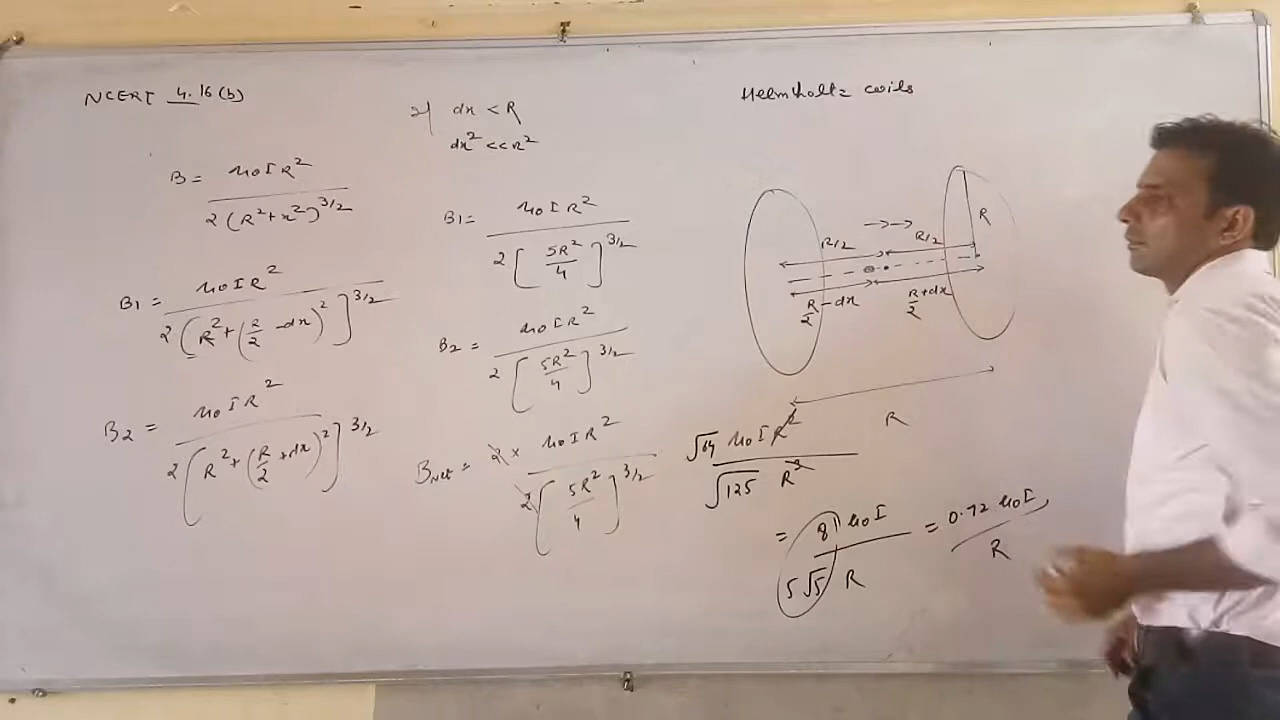 NCERT 4.16(b)
B = μ0IR² / 2(R²+x²)^3/2
B1 = μ0IR² / 2(R²+(R/2 -dx)²]^3/2
B2 = μ0IR² / 2[R²+(R/2 +dx)²]^3/2
dx < R
dx² << R²
B1 = μ0IR² / 2[5R²/4]^3/2
B2 = μ0IR² / 2[5R²/4]^3/2
BNet = 2 × μ0IR² / 2[5R²/4]^3/2
Helmholtz coils
R
R/2 R/2
R/2 -dx R/2 +dx
R
√64 μ0IR² / √125 R³
= 8 μ0I / 5√5 R = 0.72 μ0I / R